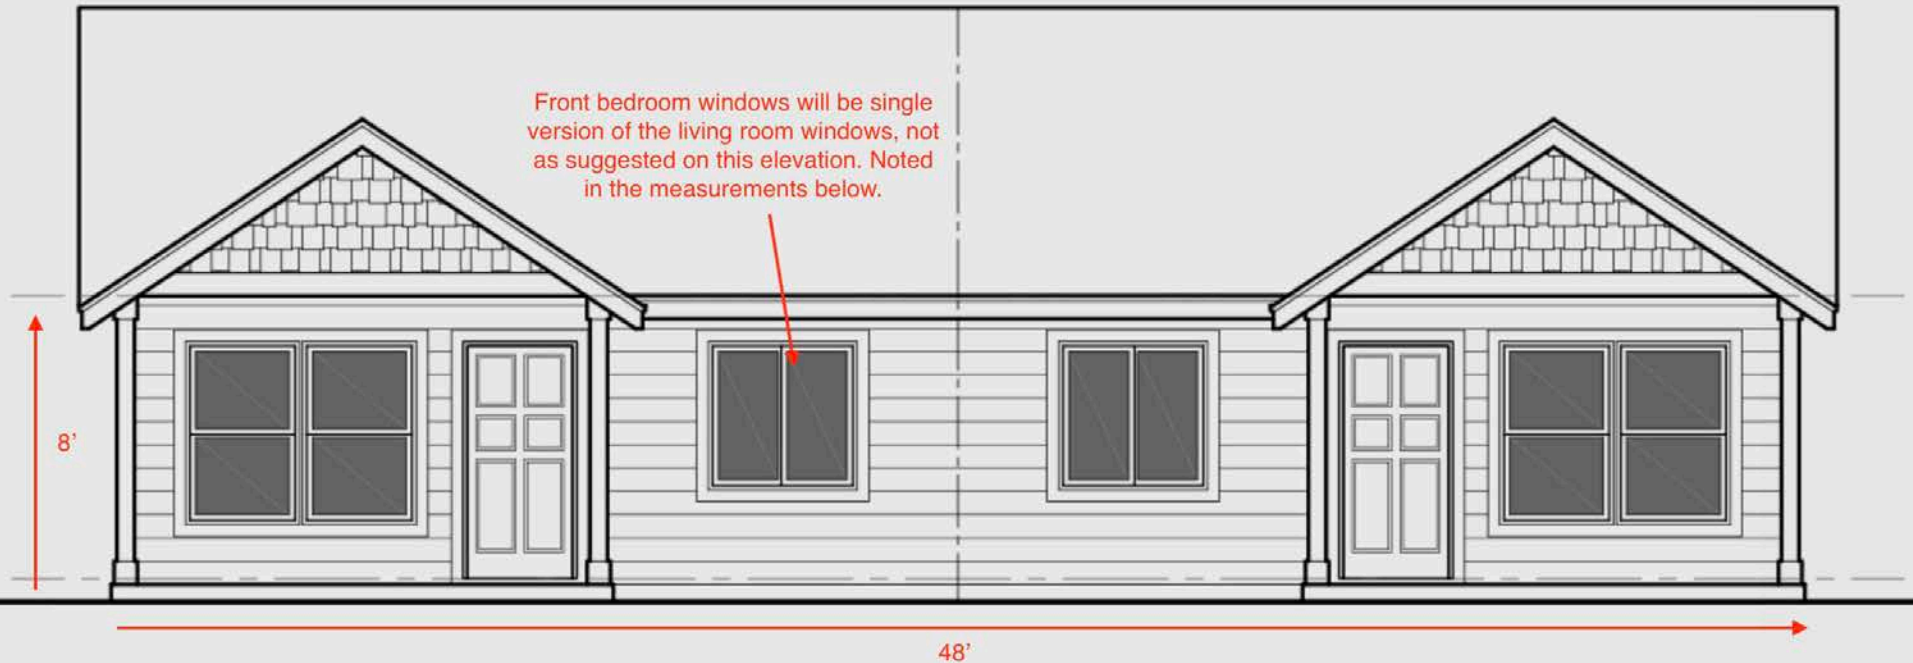 Front bedroom windows will be single
version of the living room windows, not
as suggested on this elevation. Noted
in the measurements below.
8’
48’